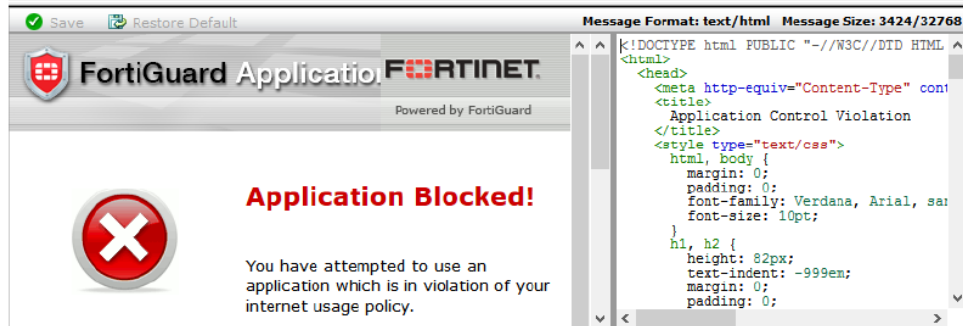 Save Restore Default Message Format: text/html Message Size: 3424/32768
FortiGuard Application
FORTINET
Powered by FortiGuard
Application Blocked!
You have attempted to use an
application which is in violation of your
internet usage policy.
<!DOCTYPE html PUBLIC "-//W3C//DTD HTML
<html>
<head>
<meta http-equiv="Content-Type" cont
<title>
Application Control Violation
</title>
<style type="text/css">
html, body {
margin: 0;
padding: 0;
font-family: Verdana, Arial, san
font-size: 10pt;
}
h1, h2 {
height: 82px;
text-indent: -999em;
margin: 0;
padding: 0;